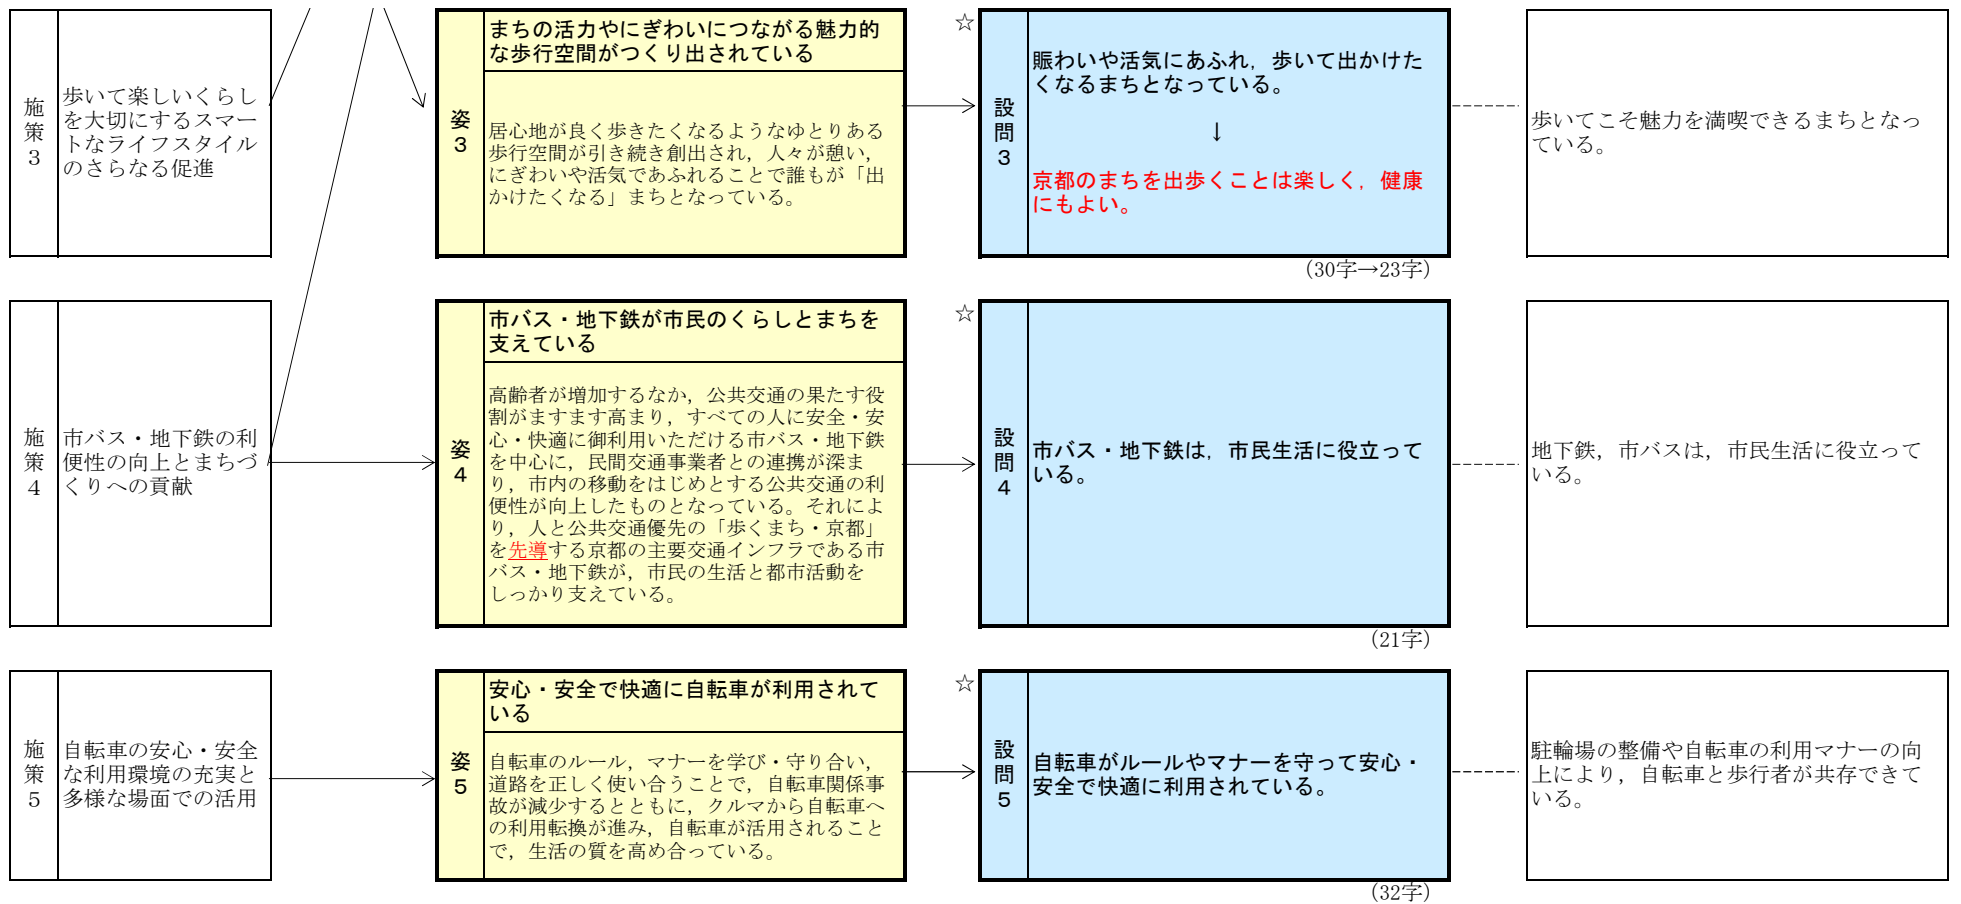 施策3
歩いて楽しいくらし
を大切にするスマー
トなライフスタイル
のさらなる促進
姿3
まちの活力やにぎわいにつながる魅力的
な歩行空間がつくり出されている
居心地が良く歩きたくなるようなゆとりある
歩行空間が引き続き創出され，人々が憩い，
にぎわいや活気であふれることで誰もが「出
かけたくなる」まちとなっている。
☆
設問3
賑わいや活気にあふれ，歩いて出かけた
くなるまちとなっている。
↓
京都のまちを出歩くことは楽しく，健康
にもよい。
（30字→23字）
歩いてこそ魅力を満喫できるまちとなっ
ている。
施策4
市バス・地下鉄の利
便性の向上とまちづ
くりへの貢献
姿4
市バス・地下鉄が市民のくらしとまちを
支えている
高齢者が増加するなか，公共交通の果たす役
割がますます高まり，すべての人に安全・安
心・快適に御利用いただける市バス・地下鉄
を中心に，民間交通事業者との連携が深ま
り，市内の移動をはじめとする公共交通の利
便性が向上したものとなっている。それによ
り，人と公共交通優先の「歩くまち・京都」
を先導する京都の主要交通インフラである市
バス・地下鉄が，市民の生活と都市活動を
しっかり支えている。
☆
設問4
市バス・地下鉄は，市民生活に役立って
いる。
（21字）
地下鉄，市バスは，市民生活に役立って
いる。
施策5
自転車の安心・安全
な利用環境の充実と
多様な場面での活用
姿5
安心・安全で快適に自転車が利用されて
いる
自転車のルール，マナーを学び・守り合い，
道路を正しく使い合うことで，自転車関係事
故が減少するとともに，クルマから自転車へ
の利用転換が進み，自転車が活用されること
で，生活の質を高め合っている。
☆
設問5
自転車がルールやマナーを守って安心・
安全で快適に利用されている。
（32字）
駐輪場の整備や自転車の利用マナーの向
上により，自転車と歩行者が共存できて
いる。